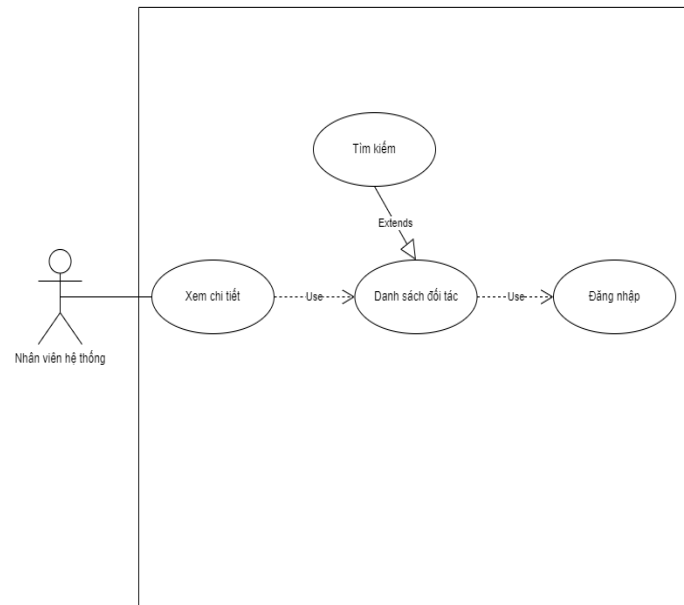 Tìm kiếm
Extends
Xem chi tiết
Use
Danh sách đối tác
Use
Đăng nhập
Nhân viên hệ thống